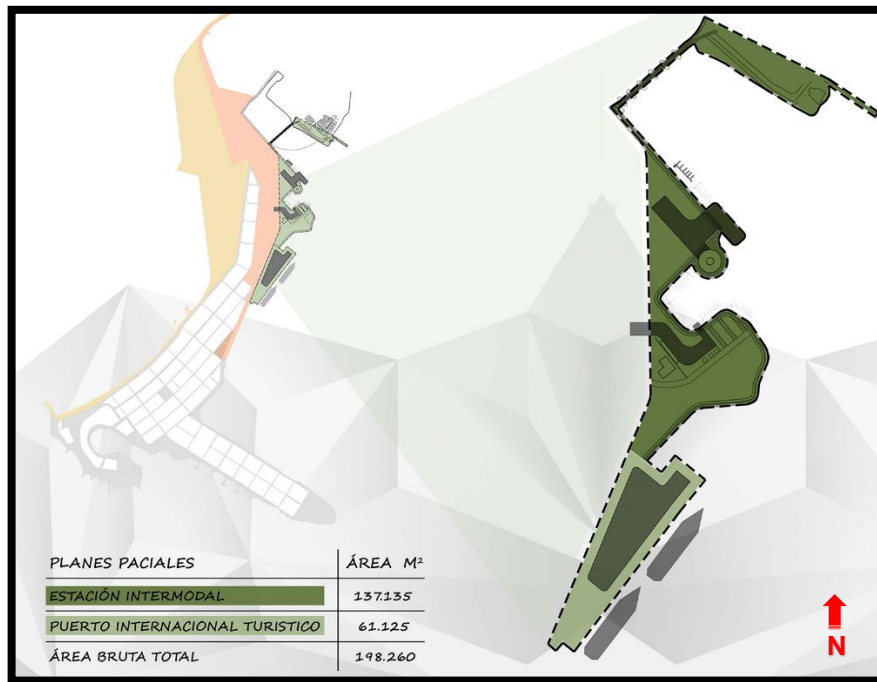 PLANES PACIALES ÁREA M²
ESTACIÓN INTERMODAL 137.135
PUERTO INTERNACIONAL TURISTICO 61.125
ÁREA BRUTA TOTAL 198.260
N